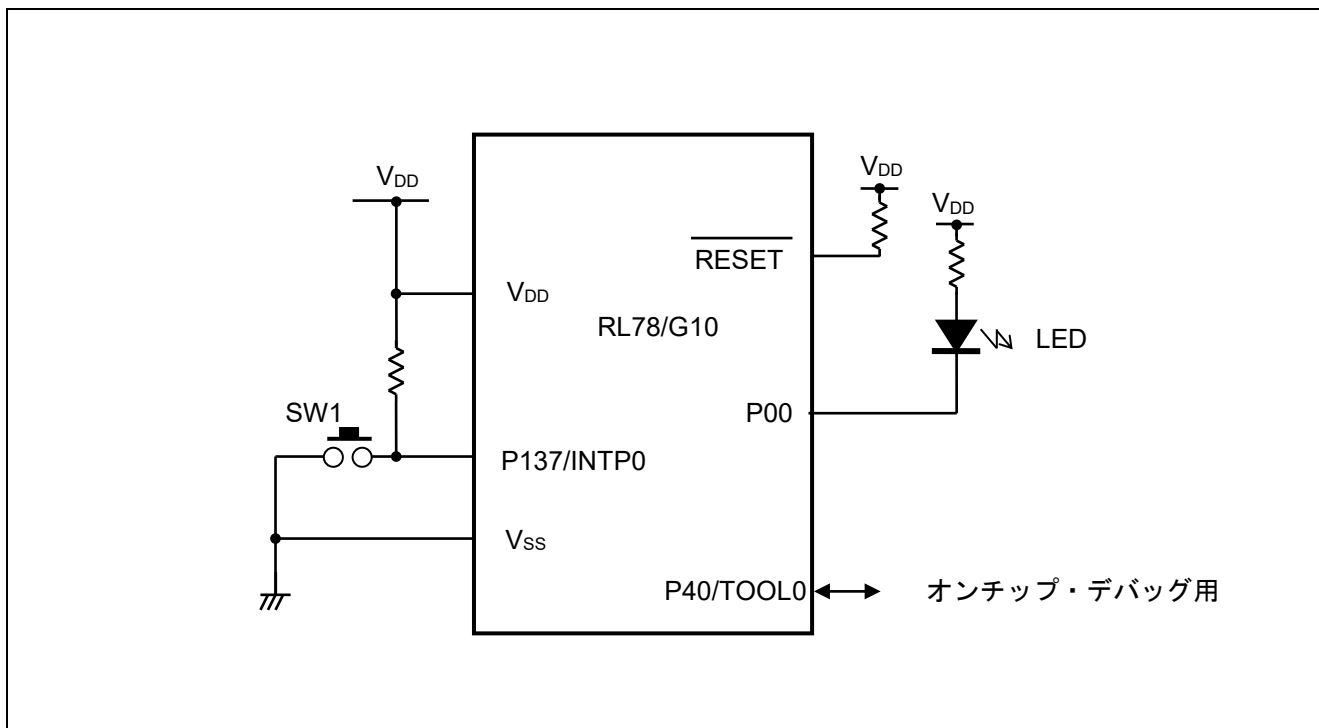 VDD
VDD
VDD
RESET
VDD
RL78/G10
LED
SW1
P00
P137/INTP0
VSS
P40/TOOL0
オンチップ・デバッグ用